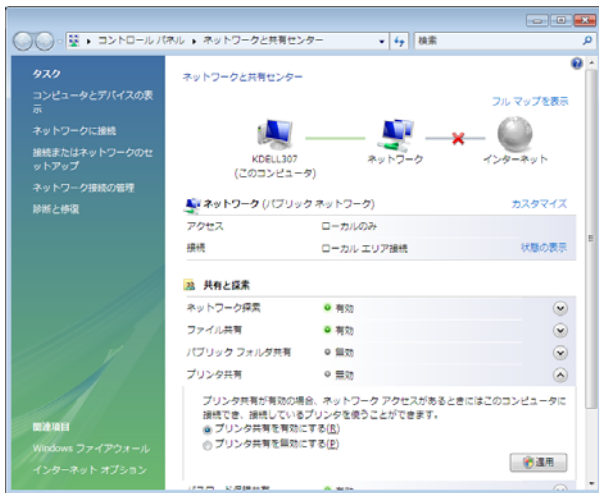 コントロール パネル ▸ ネットワークと共有センター
検索
タスク
コンピュータとデバイスの表
示
ネットワークに接続
接続またはネットワークのセ
ットアップ
ネットワーク接続の管理
診断と修復
ネットワークと共有センター
フル マップを表示
KDELL307
(このコンピュータ)
ネットワーク
インターネット
ネットワーク (パブリック ネットワーク)
カスタマイズ
アクセス
ローカルのみ
接続
ローカル エリア接続
状態の表示
共有と探索
ネットワーク探索
有効
ファイル共有
有効
パブリック フォルダ共有
無効
プリンタ共有
無効
プリンタ共有が有効の場合、ネットワーク アクセスがあるときにはこのコンピュータに
接続でき、接続しているプリンタを使うことができます。
プリンタ共有を有効にする(R)
プリンタ共有を無効にする(P)
適用
関連項目
Windows ファイアウォール
インターネット オプション